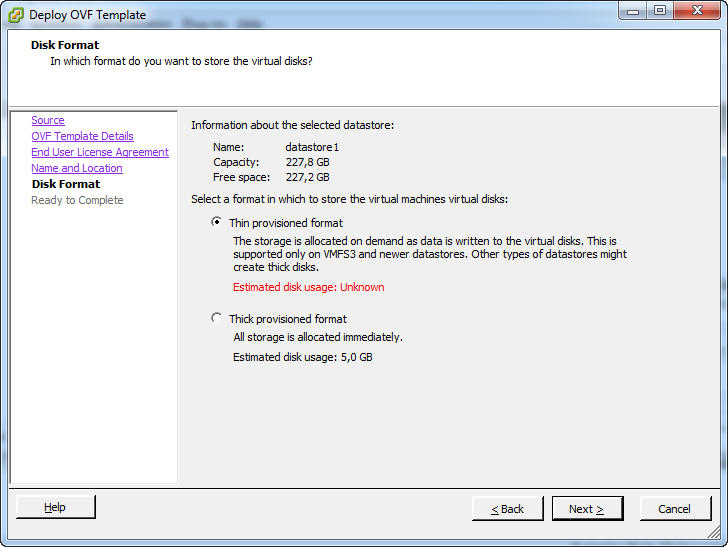 Deploy OVF Template
Disk Format
In which format do you want to store the virtual disks?
Source
OVF Template Details
End User License Agreement
Name and Location
Disk Format
Ready to Complete
Information about the selected datastore:
Name: datastore1
Capacity: 227,8 GB
Free space: 227,2 GB
Select a format in which to store the virtual machines virtual disks:
Thin provisioned format
The storage is allocated on demand as data is written to the virtual disks. This is
supported only on VMFS3 and newer datastores. Other types of datastores might
create thick disks.
Estimated disk usage: Unknown
Thick provisioned format
All storage is allocated immediately.
Estimated disk usage: 5,0 GB
Help
< Back
Next >
Cancel